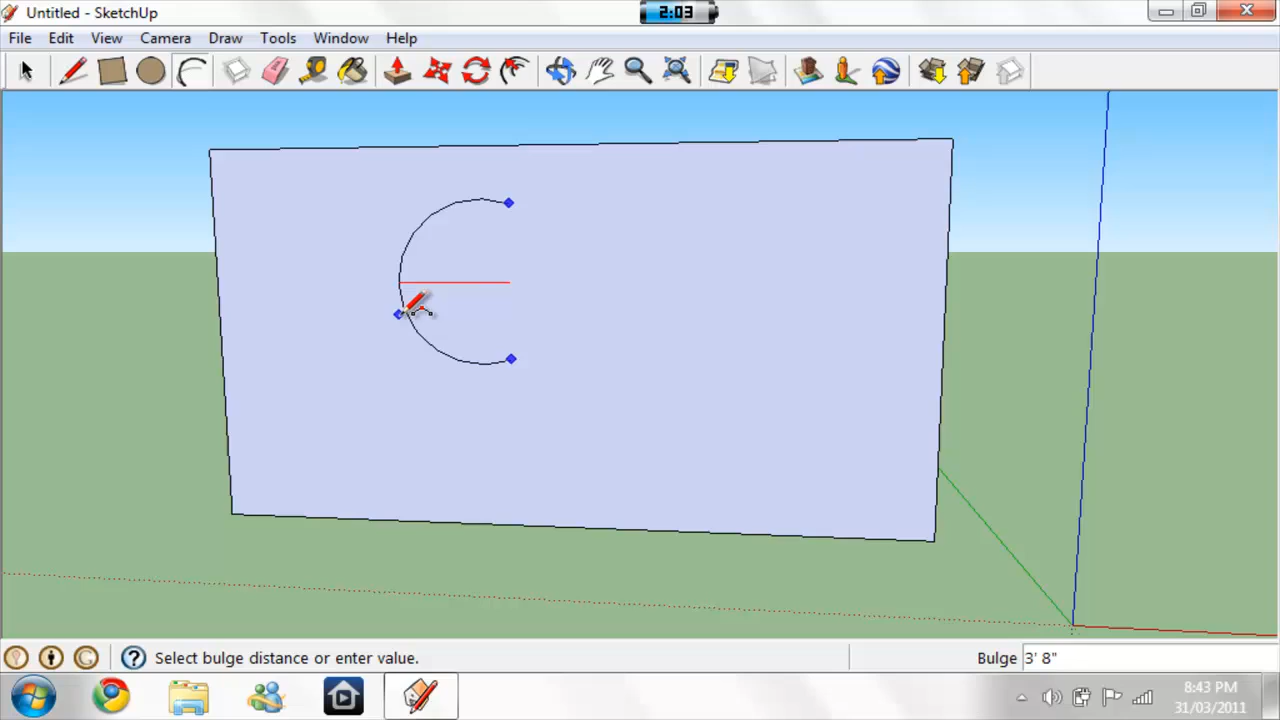 Untitled - SketchUp
2:03
File Edit View Camera Draw Tools Window Help
Select bulge distance or enter value.
Bulge 3' 8"
8:43 PM
31/03/2011